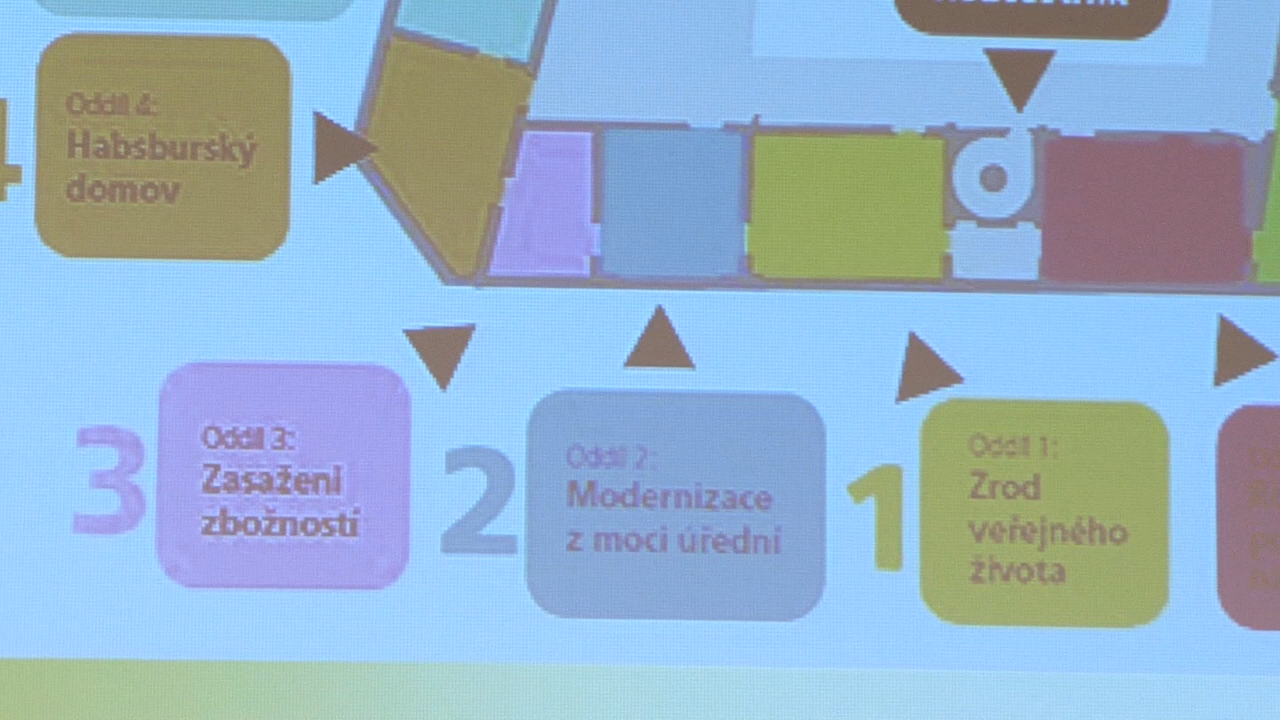 4
Oddíl 4:
Habsburský
domov
3
Oddíl 3:
Zasaženi
zbožností
2
Oddíl 2:
Modernizace
z moci úřední
1
Oddíl 1:
Zrod
veřejného
života